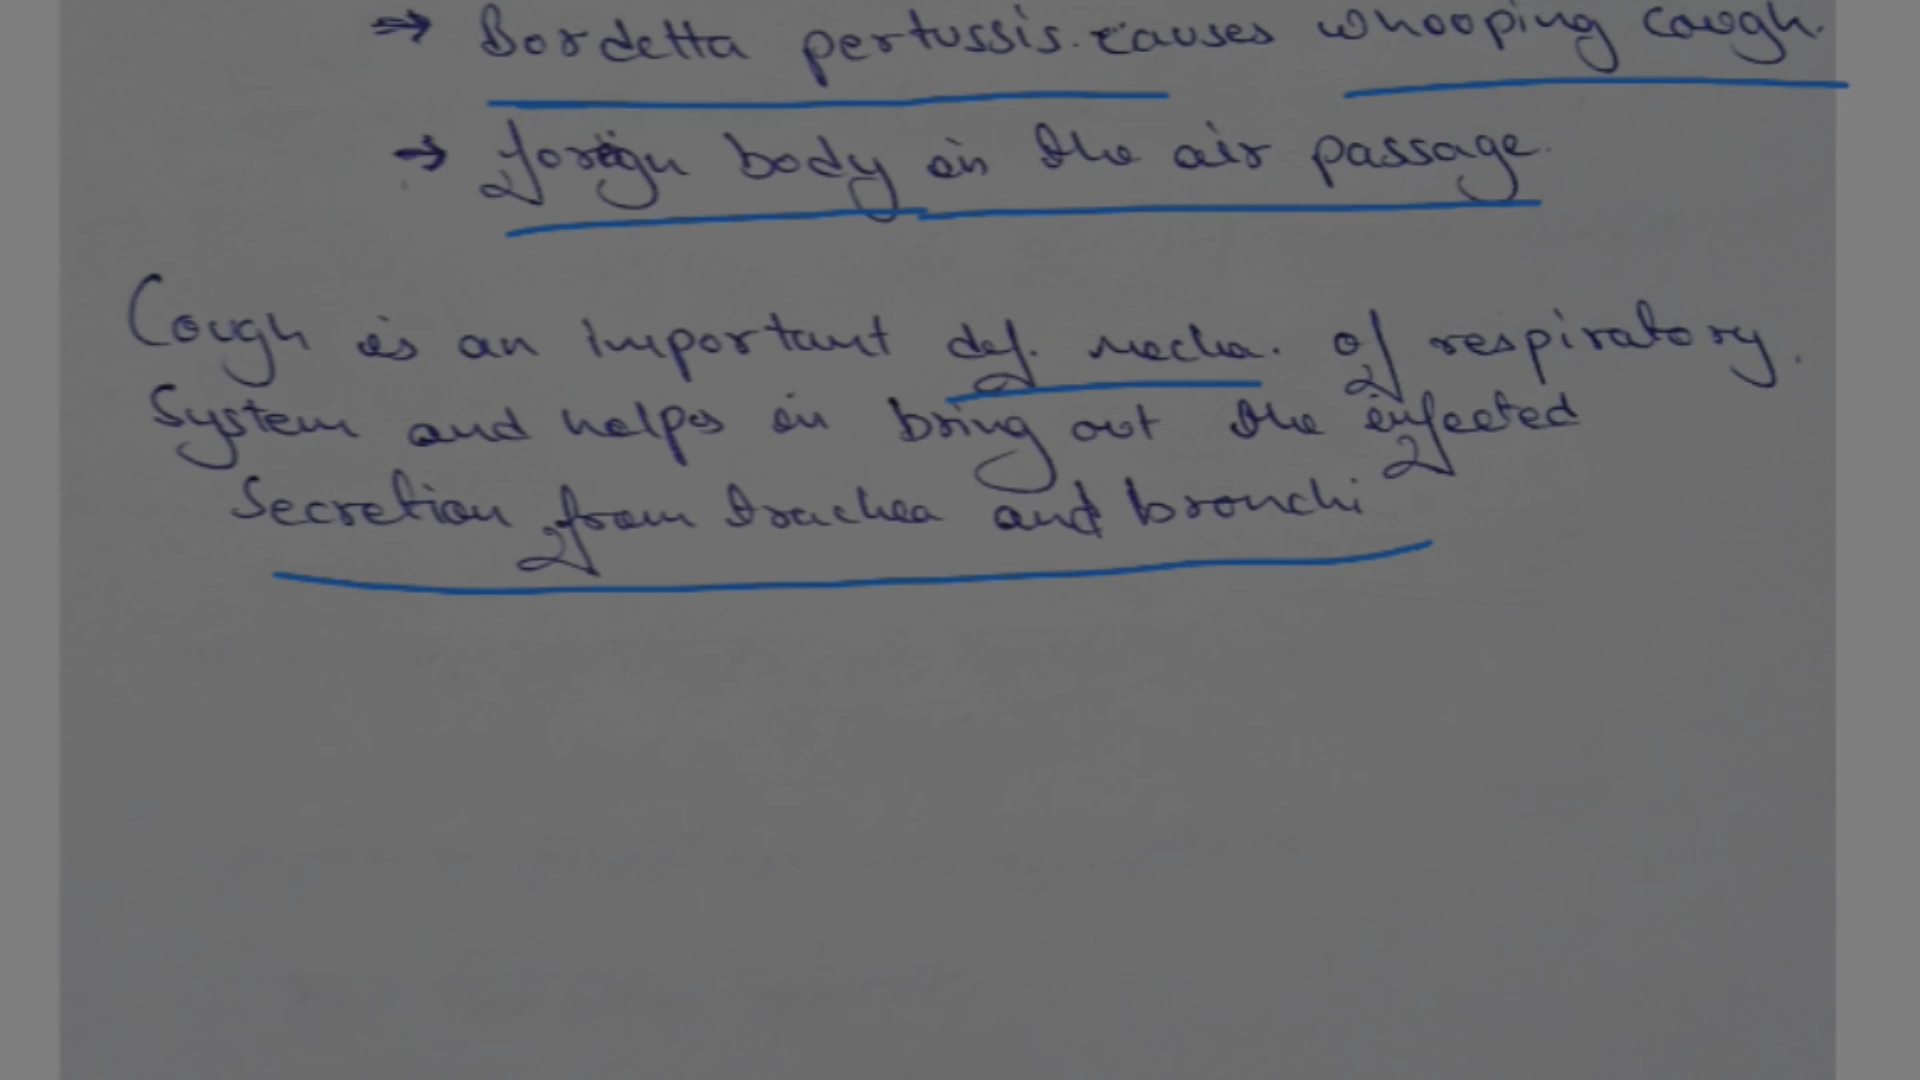 ⇒ Bordetta pertussis. causes whooping cough.
→ foreign body in the air passage.
Cough is an important def. mecha. of respiratory.
System and helps in bring out the infected
Secretion from trachea and bronchi